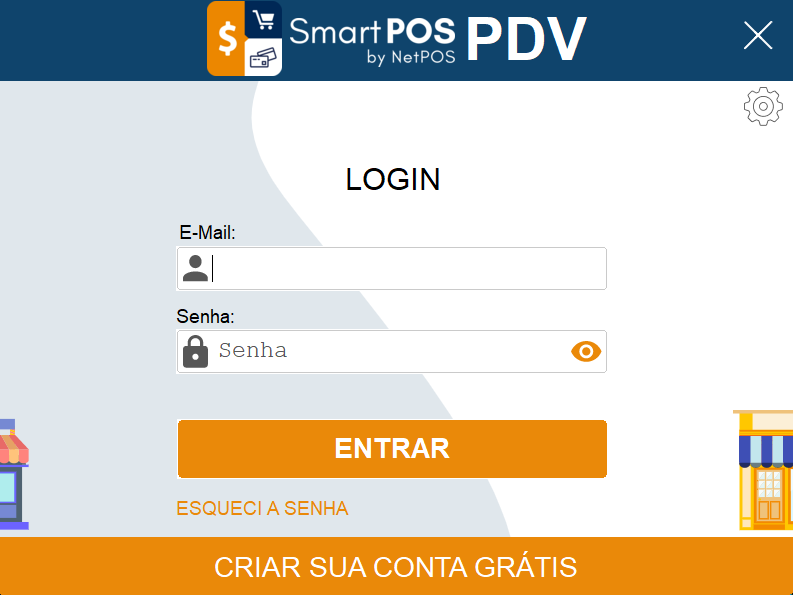 $
SmartPOS PDV
by NetPOS
LOGIN
E-Mail:
Senha:
Senha
ENTRAR
ESQUECI A SENHA
CRIAR SUA CONTA GRÁTIS